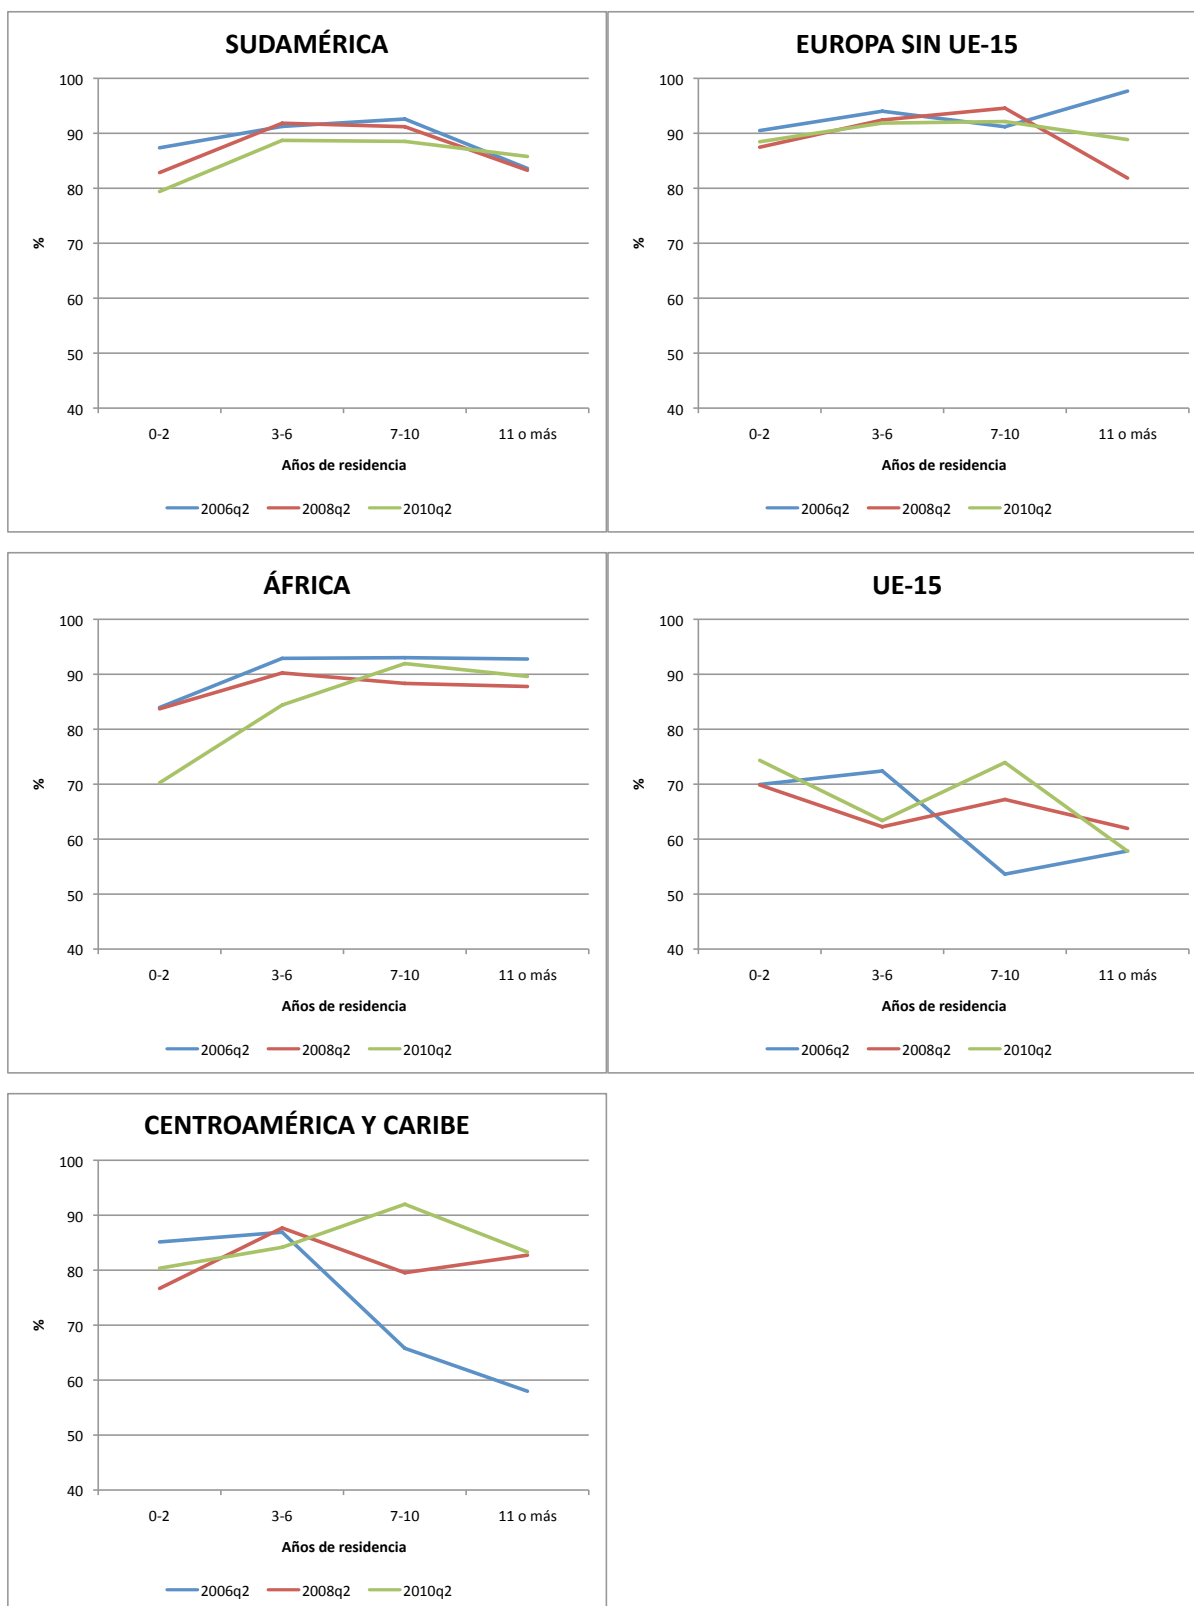 SUDAMÉRICA
100
90
80
70
60
50
40
%
0-2 3-6 7-10 11 o más
Años de residencia
2006q2 2008q2 2010q2
EUROPA SIN UE-15
100
90
80
70
60
50
40
%
0-2 3-6 7-10 11 o más
Años de residencia
2006q2 2008q2 2010q2
ÁFRICA
100
90
80
70
60
50
40
%
0-2 3-6 7-10 11 o más
Años de residencia
2006q2 2008q2 2010q2
UE-15
100
90
80
70
60
50
40
%
0-2 3-6 7-10 11 o más
Años de residencia
2006q2 2008q2 2010q2
CENTROAMÉRICA Y CARIBE
100
90
80
70
60
50
40
%
0-2 3-6 7-10 11 o más
Años de residencia
2006q2 2008q2 2010q2